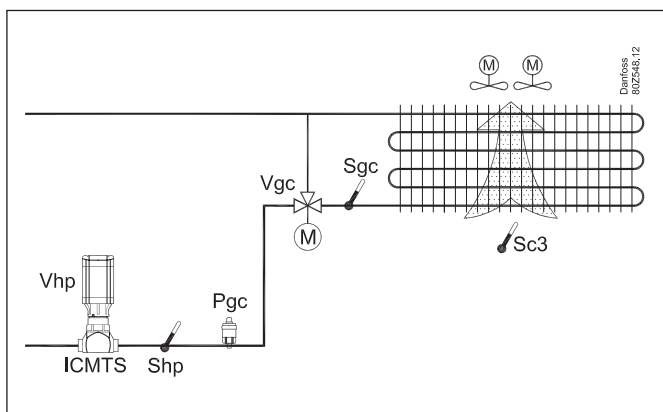 M
M
Danfoss
80Z548.12
Sgc
Vgc
M
Sc3
Vhp
Pgc
ICMTS
Shp